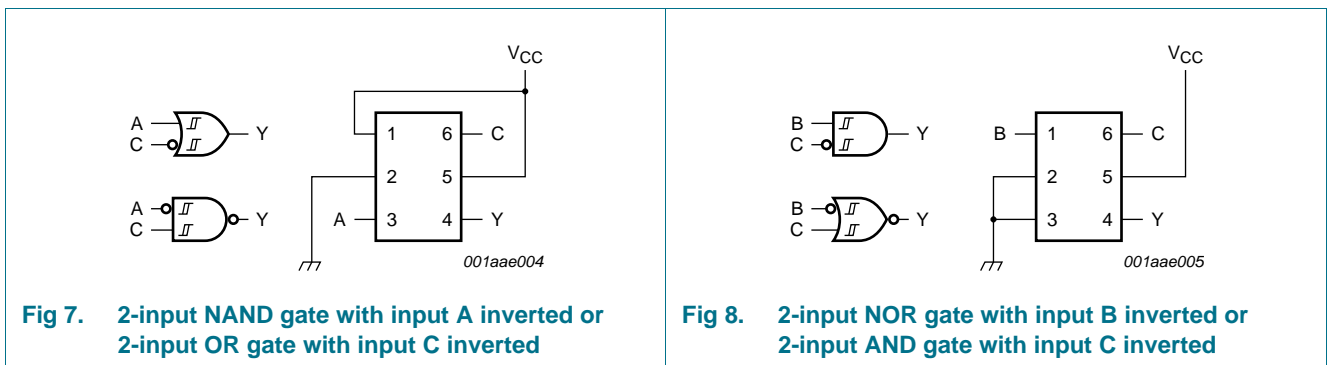 VCC
A
C
Y
1
6
C
2
5
A
C
Y
A
3
4
Y
001aae004
Fig 7. 2-input NAND gate with input A inverted or
2-input OR gate with input C inverted
VCC
B
C
Y
B
1
6
C
2
5
B
C
Y
3
4
Y
001aae005
Fig 8. 2-input NOR gate with input B inverted or
2-input AND gate with input C inverted